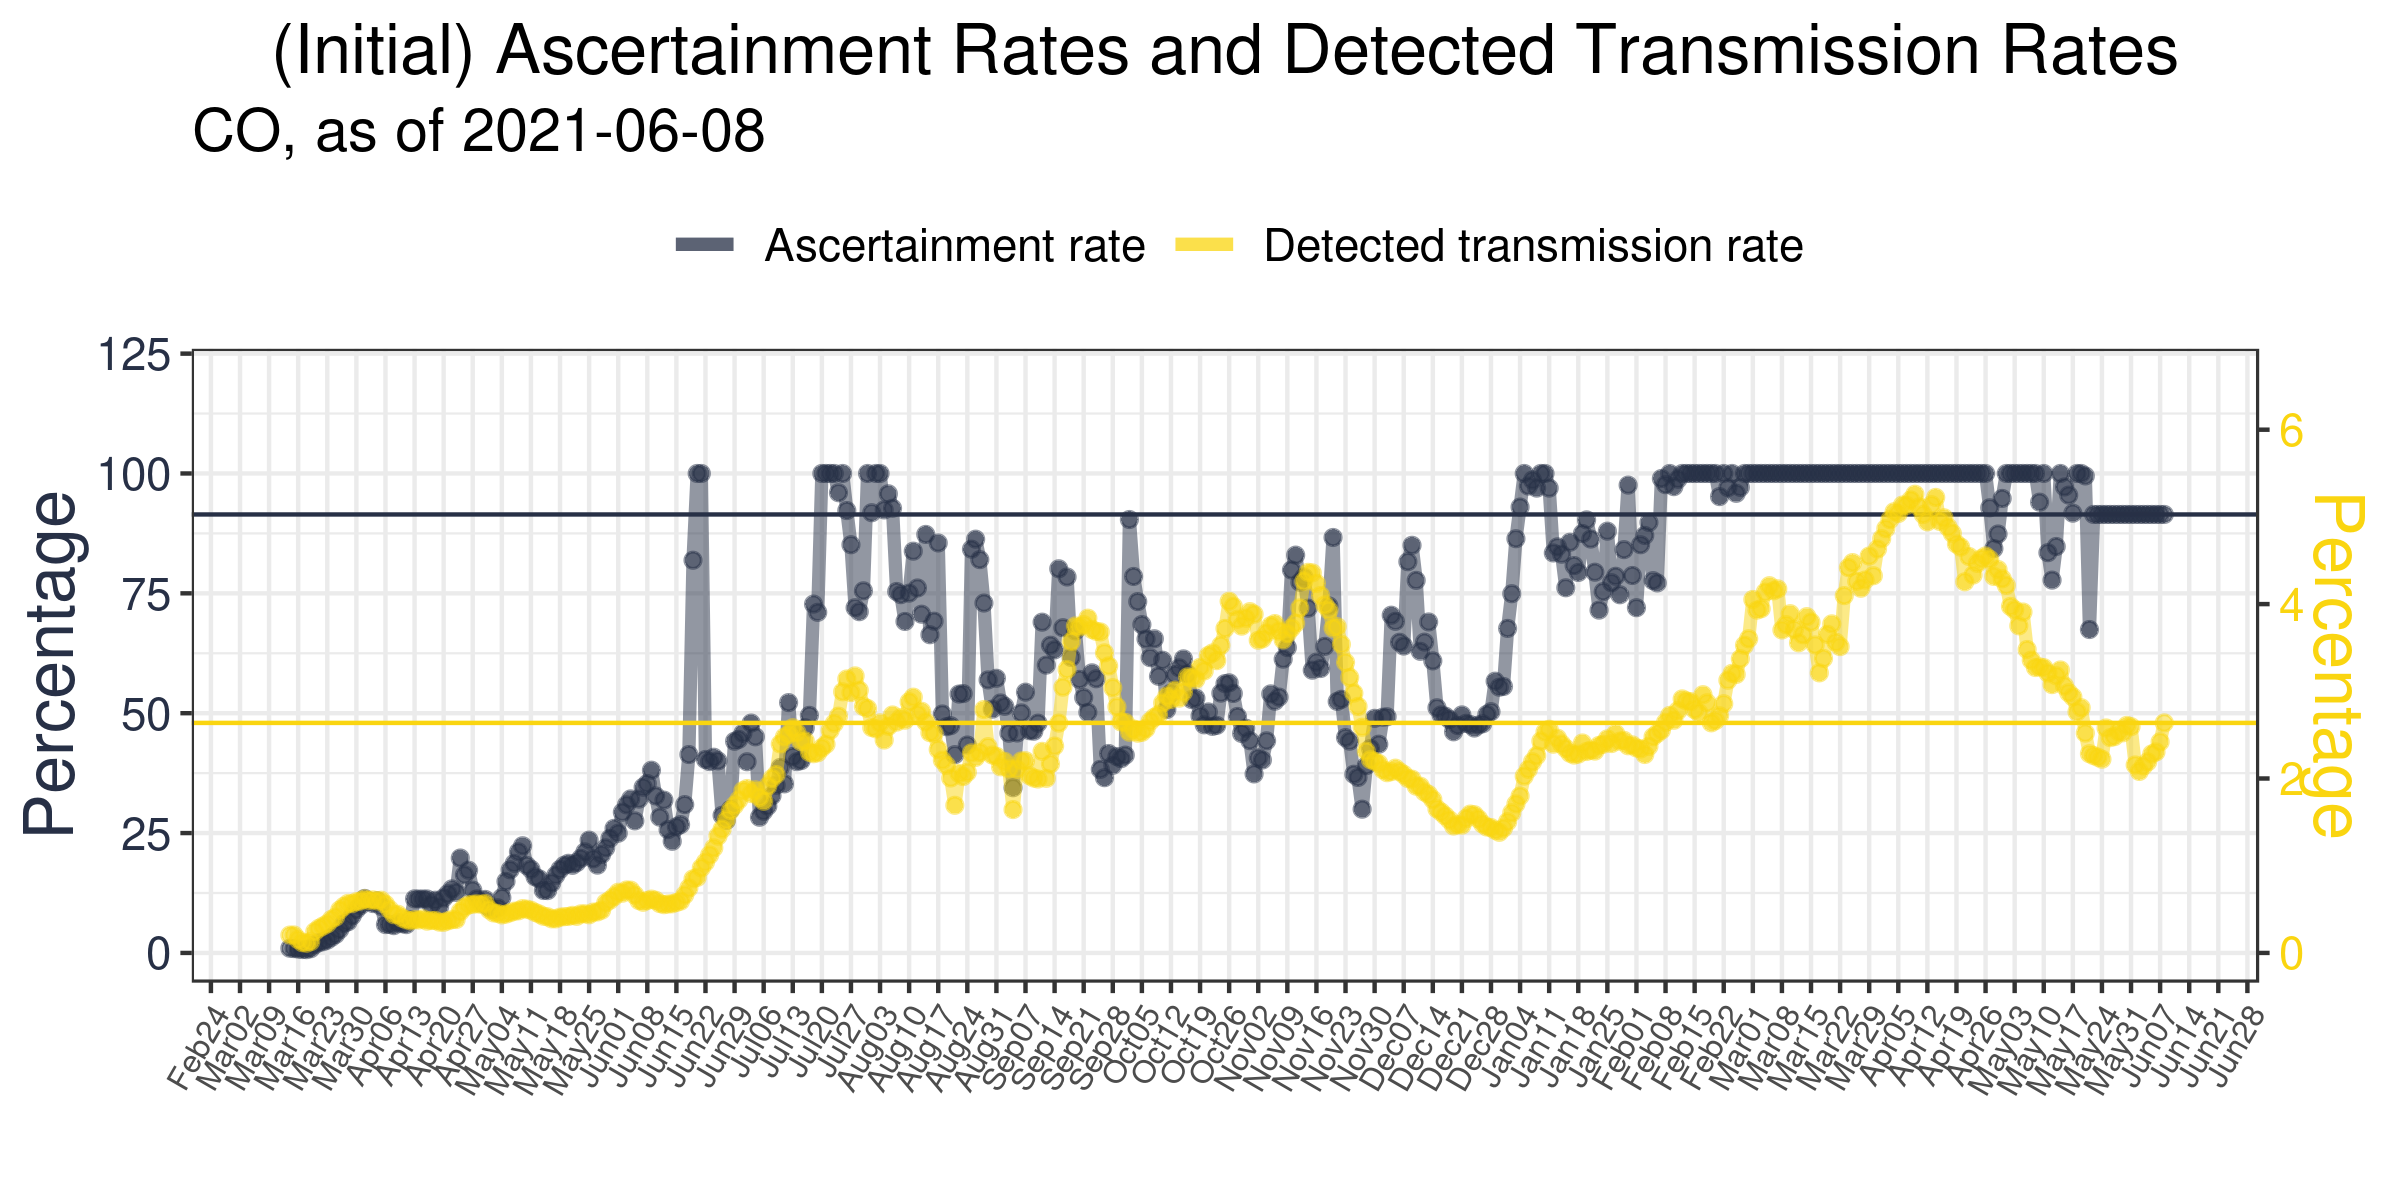 (Initial) Ascertainment Rates and Detected Transmission Rates
CO, as of 2021-06-08
Ascertainment rate
Detected transmission rate
125
100
75
50
25
0
Percentage
6
4
2
0
Percentage
Feb24
Mar02
Mar09
Mar16
Mar23
Mar30
Apr06
Apr13
Apr20
Apr27
May04
May11
May18
May25
Jun01
Jun08
Jun15
Jun22
Jun29
Jul06
Jul13
Jul20
Jul27
Aug03
Aug10
Aug17
Aug24
Aug31
Sep07
Sep14
Sep21
Sep28
Oct05
Oct12
Oct19
Oct26
Nov02
Nov09
Nov16
Nov23
Nov30
Dec07
Dec14
Dec21
Dec28
Jan04
Jan11
Jan18
Jan25
Feb01
Feb08
Feb15
Feb22
Mar01
Mar08
Mar15
Mar22
Mar29
Apr05
Apr12
Apr19
Apr26
May03
May10
May17
May24
May31
Jun07
Jun14
Jun21
Jun28